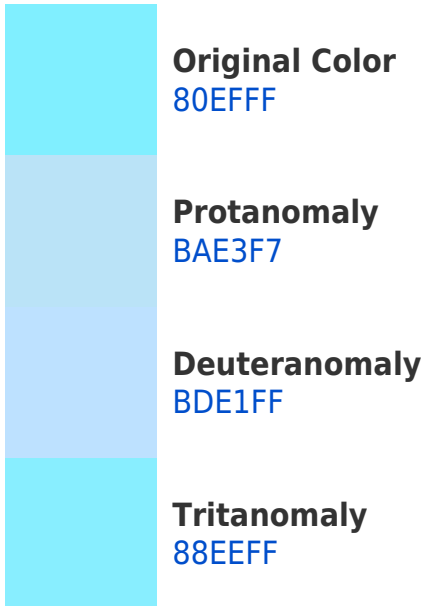 Original Color
80EFFF
Protanomaly
BAE3F7
Deuteranomaly
BDE1FF
Tritanomaly
88EEFF